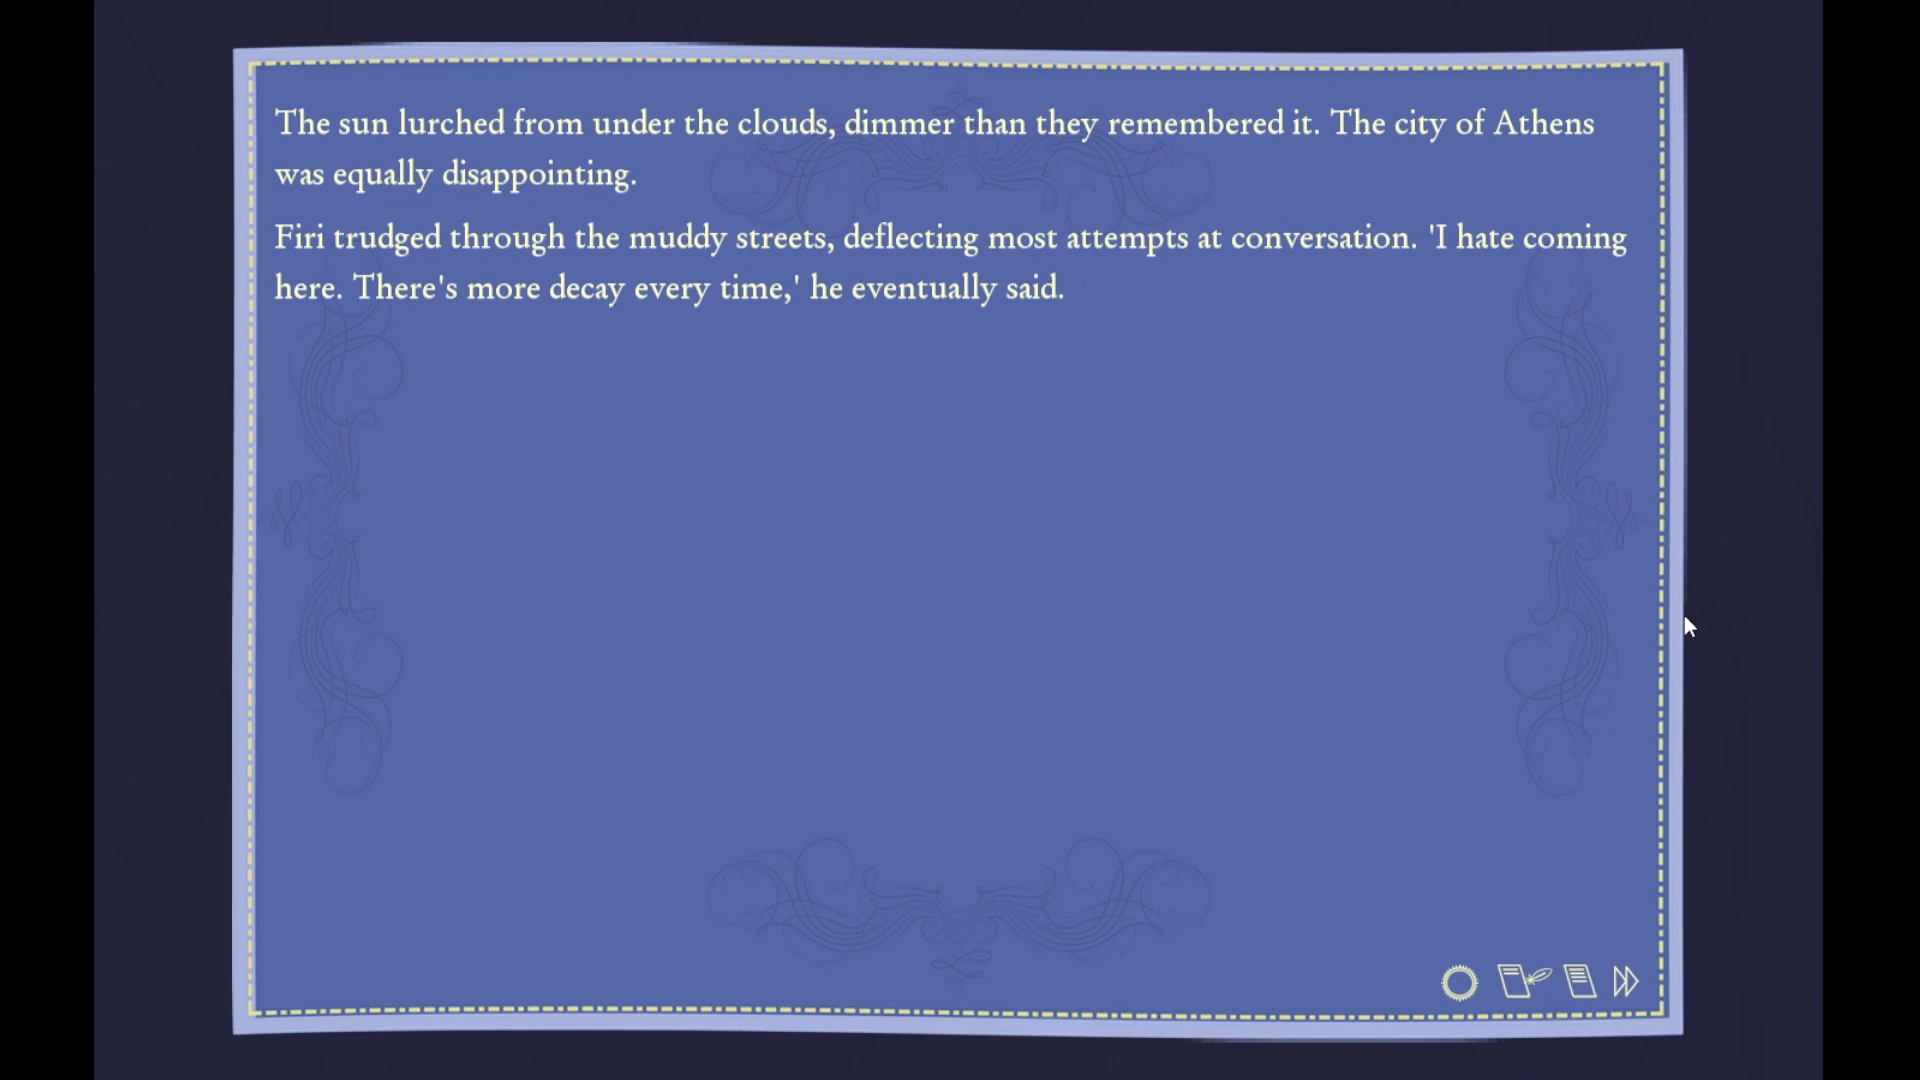 The sun lurched from under the clouds, dimmer than they remembered it. The city of Athens
was equally disappointing.
Firi trudged through the muddy streets, deflecting most attempts at conversation. 'I hate coming
here. There's more decay every time,' he eventually said.